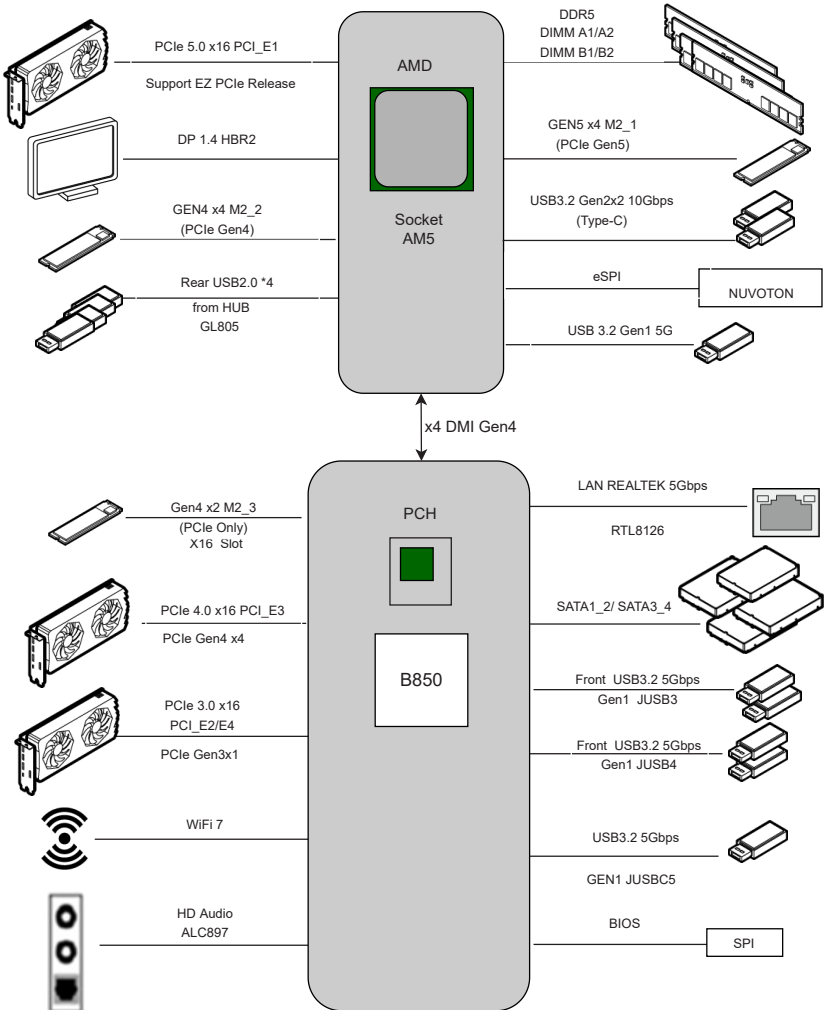 PCIe 5.0 x16 PCI_E1
Support EZ PCIe Release
DP 1.4 HBR2
GEN4 x4 M2_2
(PCIe Gen4)
Rear USB2.0 *4
from HUB
GL805
AMD
Socket
AM5
DDR5
DIMM A1/A2
DIMM B1/B2
GEN5 x4 M2_1
(PCIe Gen5)
USB3.2 Gen2x2 10Gbps
(Type-C)
eSPI
NUVOTON
USB 3.2 Gen1 5G
x4 DMI Gen4
Gen4 x2 M2_3
(PCIe Only)
X16 Slot
PCIe 4.0 x16 PCI_E3
PCIe Gen4 x4
PCIe 3.0 x16
PCI_E2/E4
PCIe Gen3x1
WiFi 7
HD Audio
ALC897
PCH
B850
LAN REALTEK 5Gbps
RTL8126
SATA1_2/ SATA3_4
Front USB3.2 5Gbps
Gen1 JUSB3
Front USB3.2 5Gbps
Gen1 JUSB4
USB3.2 5Gbps
GEN1 JUSBC5
BIOS
SPI